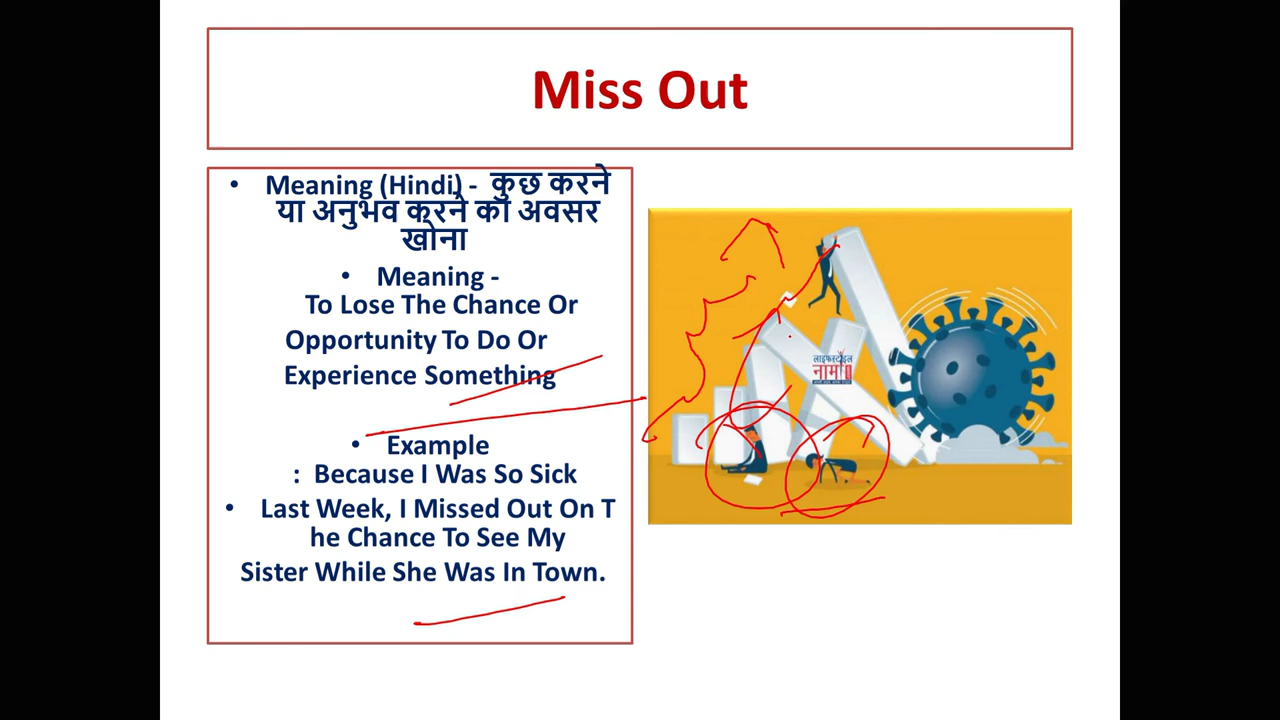 Miss Out
• Meaning (Hindi) - कुछ करने
या अनुभव करने का अवसर
खोना
• Meaning -
To Lose The Chance Or
Opportunity To Do Or
Experience Something
• Example
: Because I Was So Sick
• Last Week, I Missed Out On T
he Chance To See My
Sister While She Was In Town.
लाइफस्टाइल
नामा